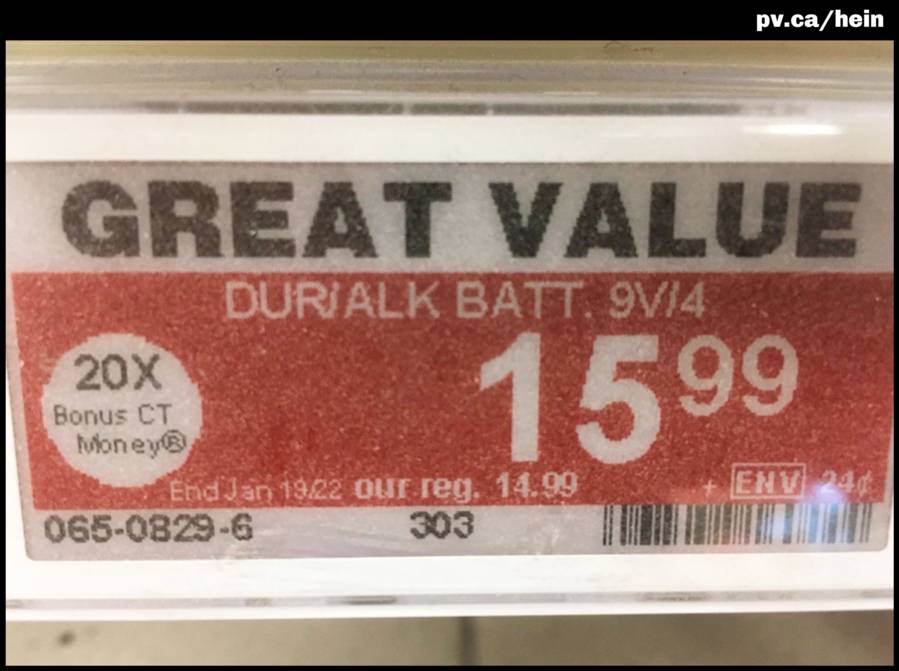 pv.ca/hein
GREAT VALUE
DUR/ALK BATT. 9V/4
20X
Bonus CT
Money®
15 99
End Jan 19.22 our reg. 14.99 + ENV 24¢
065-0829-6 303